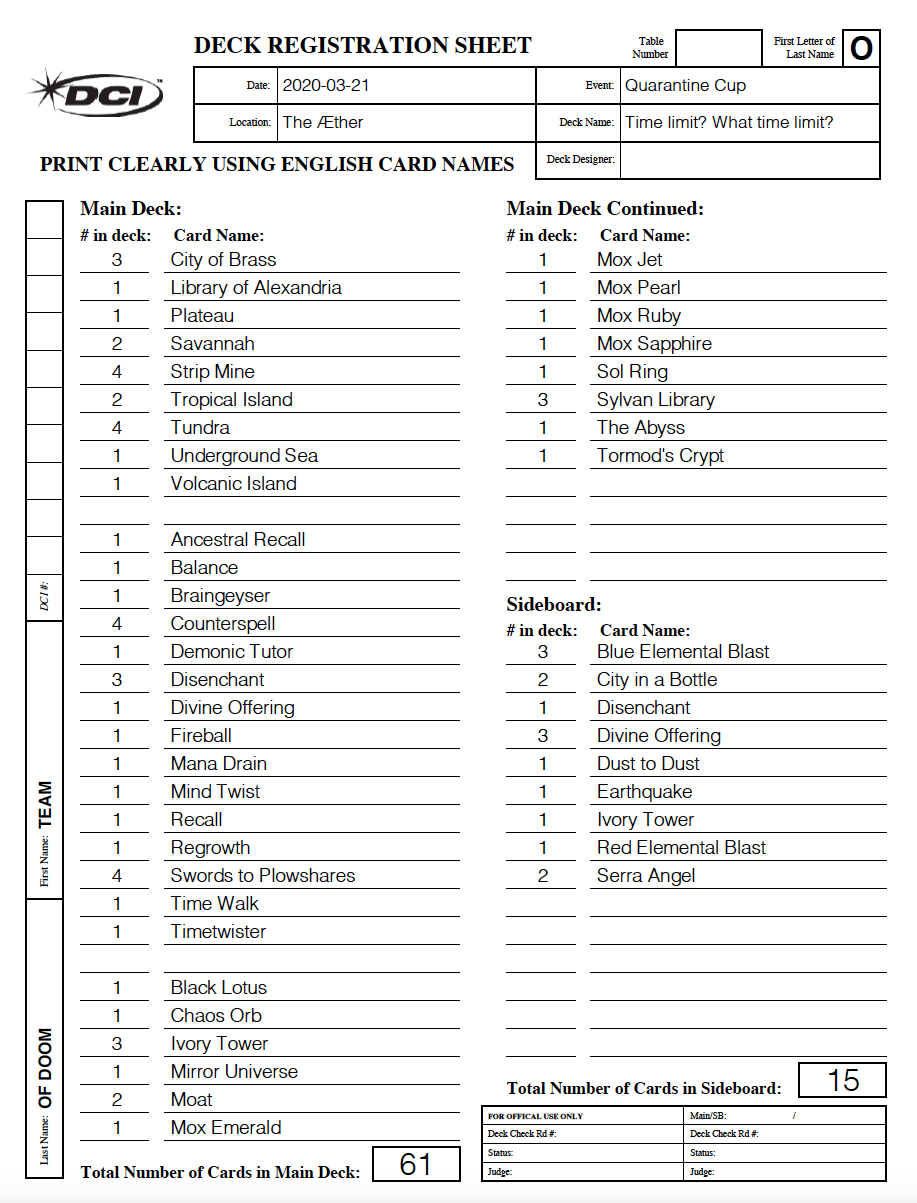 DECK REGISTRATION SHEET
Table Number
First Letter of Last Name
O
DCI™
Date: 2020-03-21
Event: Quarantine Cup
Location: The Æther
Deck Name: Time limit? What time limit?
Deck Designer:
PRINT CLEARLY USING ENGLISH CARD NAMES
DCI #:
First Name: TEAM
Last Name: OF DOOM
Main Deck:
# in deck: Card Name:
3 City of Brass
1 Library of Alexandria
1 Plateau
2 Savannah
4 Strip Mine
2 Tropical Island
4 Tundra
1 Underground Sea
1 Volcanic Island
1 Ancestral Recall
1 Balance
1 Braingeyser
4 Counterspell
1 Demonic Tutor
3 Disenchant
1 Divine Offering
1 Fireball
1 Mana Drain
1 Mind Twist
1 Recall
1 Regrowth
4 Swords to Plowshares
1 Time Walk
1 Timetwister
1 Black Lotus
1 Chaos Orb
3 Ivory Tower
1 Mirror Universe
2 Moat
1 Mox Emerald
Total Number of Cards in Main Deck: 61
Main Deck Continued:
# in deck: Card Name:
1 Mox Jet
1 Mox Pearl
1 Mox Ruby
1 Mox Sapphire
1 Sol Ring
3 Sylvan Library
1 The Abyss
1 Tormod's Crypt
Sideboard:
# in deck: Card Name:
3 Blue Elemental Blast
2 City in a Bottle
1 Disenchant
3 Divine Offering
1 Dust to Dust
1 Earthquake
1 Ivory Tower
1 Red Elemental Blast
2 Serra Angel
Total Number of Cards in Sideboard: 15
FOR OFFICAL USE ONLY
Main/SB: /
Deck Check Rd #:
Deck Check Rd #:
Status:
Status:
Judge:
Judge: